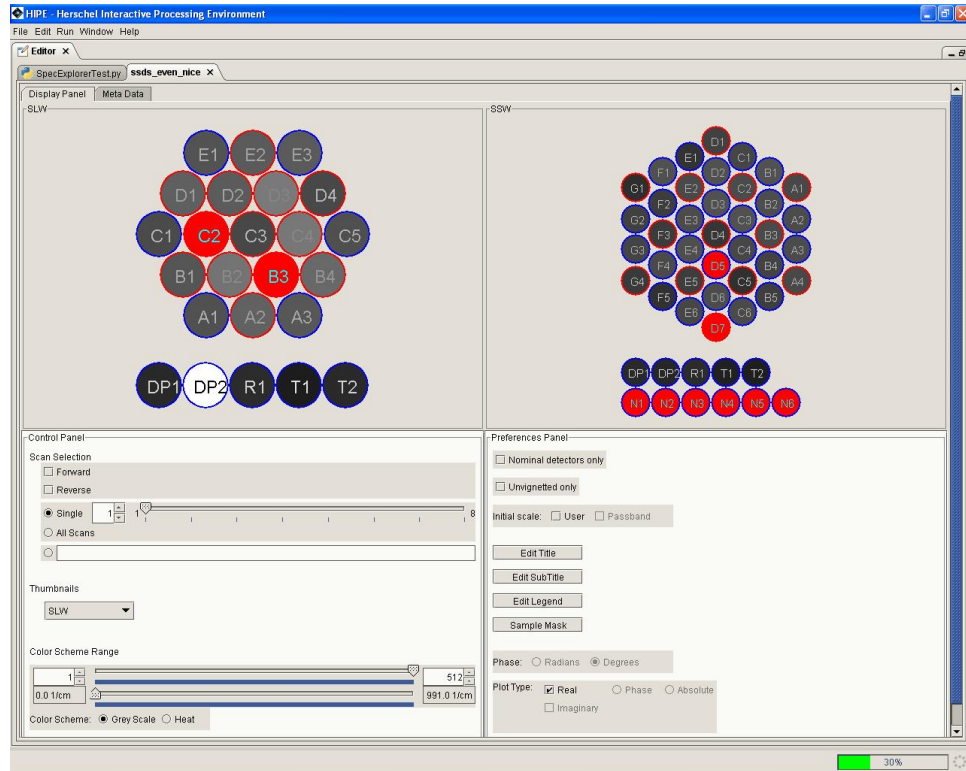 HIPE - Herschel Interactive Processing Environment
File Edit Run Window Help
Editor ×
SpecExplorerTest.py ssds_even_nice ×
Display Panel Meta Data
SLW
E1 E2 E3
D1 D2 D3 D4
C1 C2 C3 C4 C5
B1 B2 B3 B4
A1 A2 A3
DP1 DP2 R1 T1 T2
SSW
D1
E1 C1
F1 D2 B1
G1 E2 C2 A1
F2 D3 B2
G2 E3 C3 A2
F3 D4 B3
G3 E4 C4 A3
F4 D5 B4
G4 E5 C5 A4
F5 D6 B5
E6 C6
D7
DP1 DP2 R1 T1 T2
N1 N2 N3 N4 N5 N6
Control Panel
Scan Selection
Forward
Reverse
Single 1 1 8
All Scans
Thumbnails
SLW
Color Scheme Range
1 512
0.0 1/cm 991.0 1/cm
Color Scheme: Grey Scale Heat
Preferences Panel
Nominal detectors only
Unvignetted only
Initial scale: User Passband
Edit Title
Edit SubTitle
Edit Legend
Sample Mask
Phase: Radians Degrees
Plot Type: Real Phase Absolute
Imaginary
30%